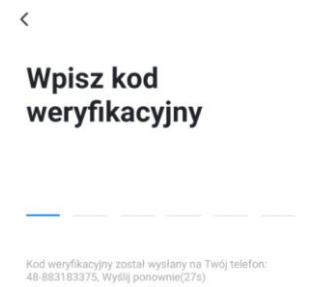 Wpisz kod
weryfikacyjny
Kod weryfikacyjny został wysłany na Twój telefon:
48-883183375, Wyślij ponownie(27s)